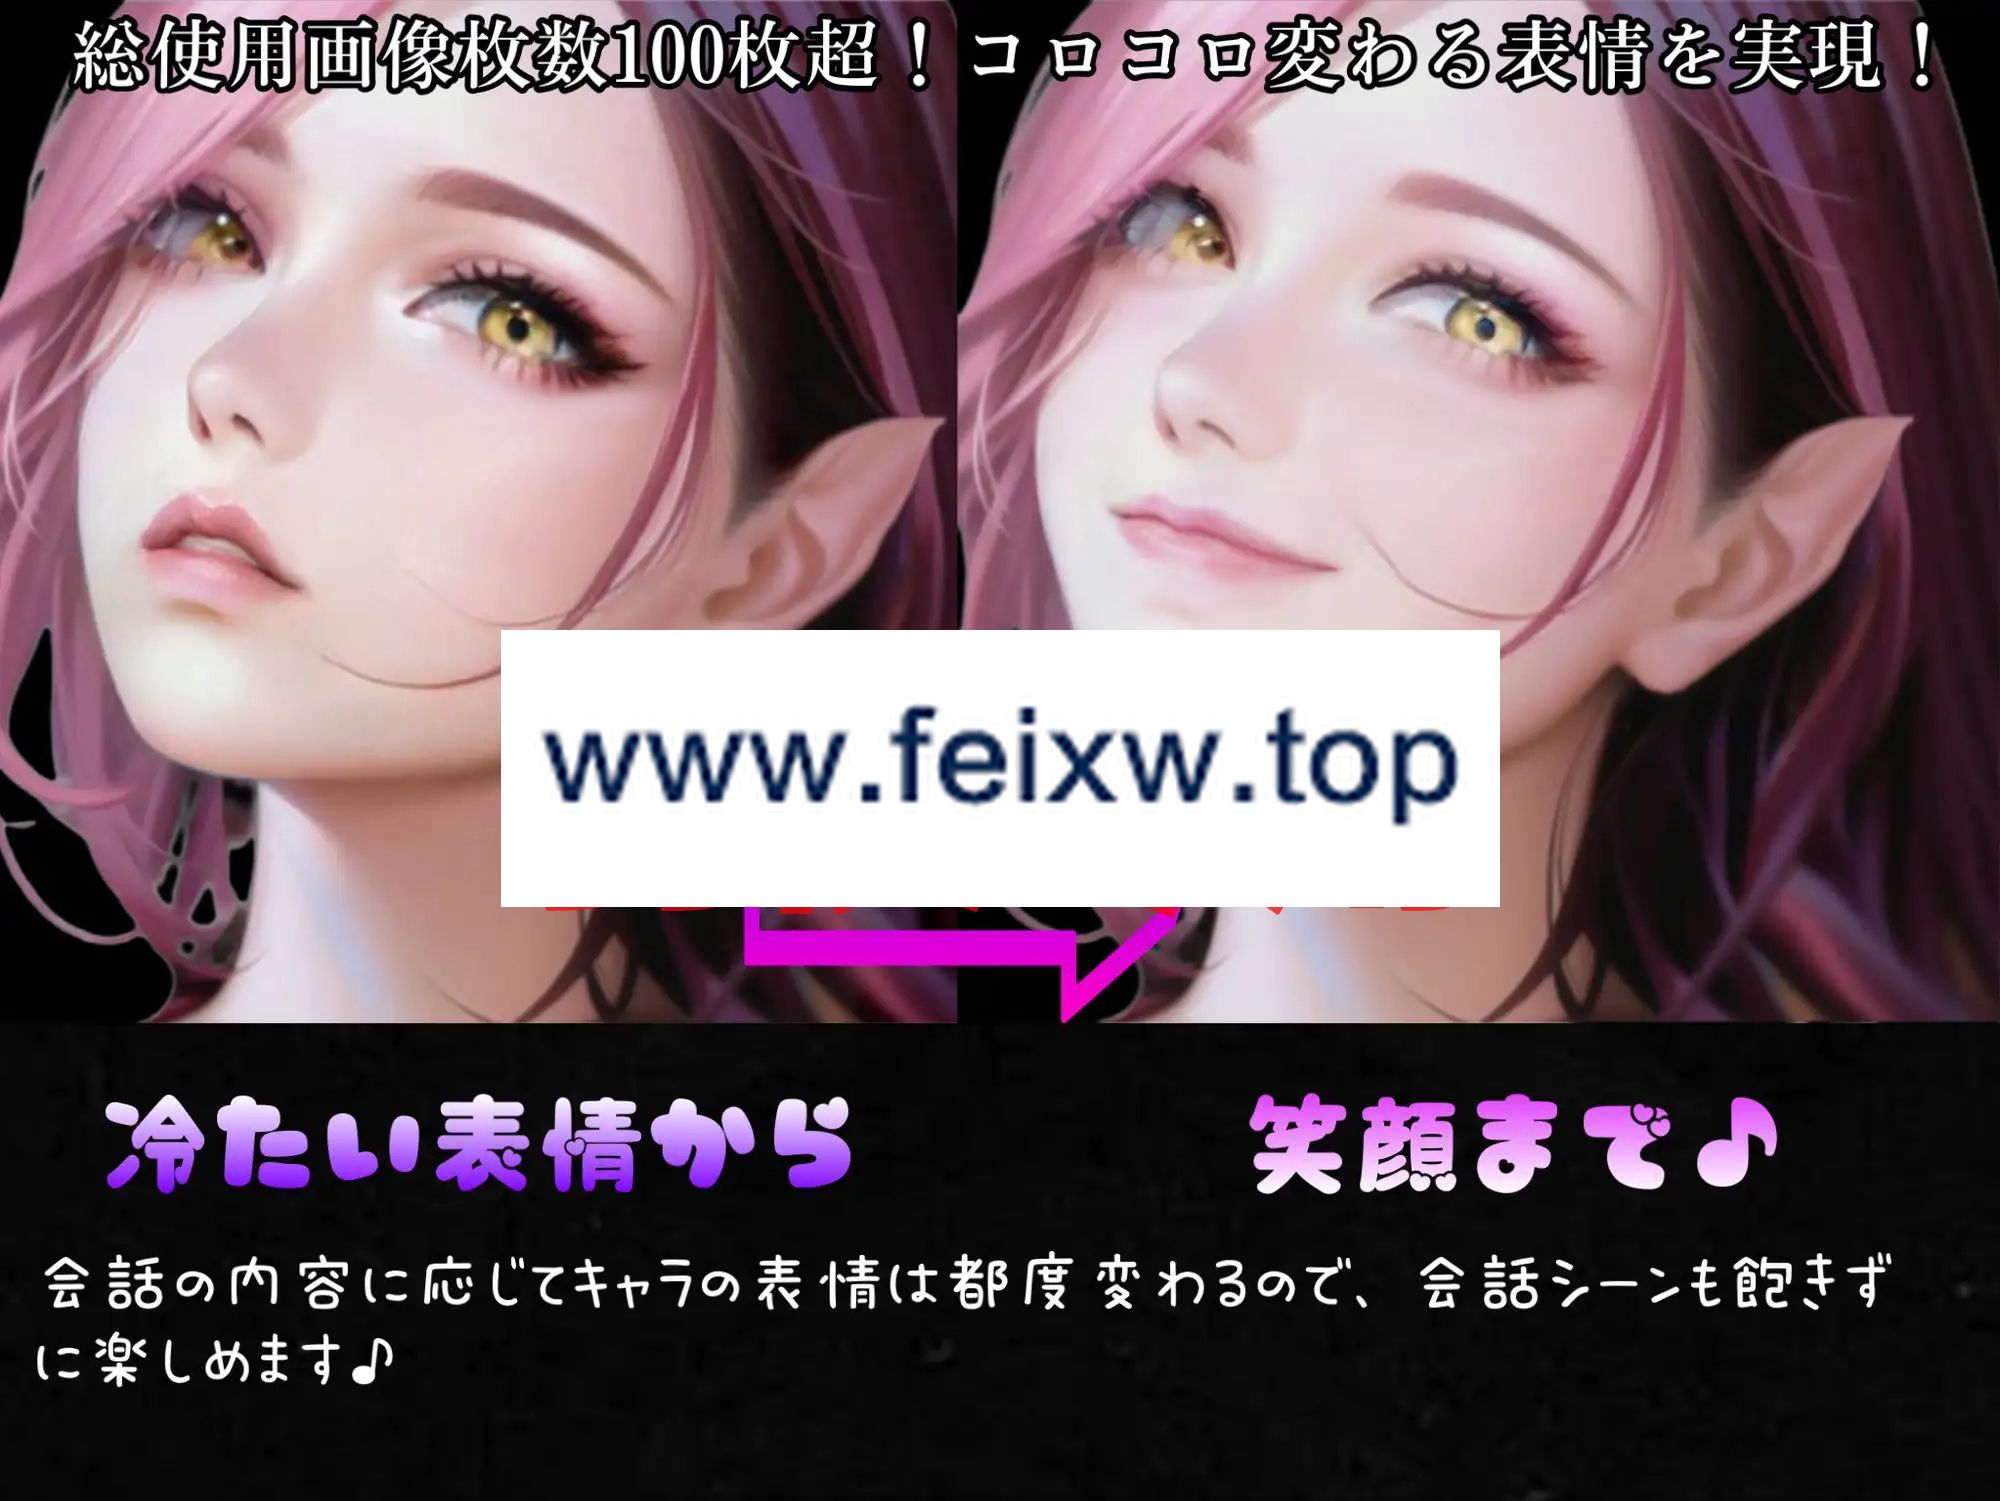 総使用画像枚数100枚超！コロコロ変わる表情を実現！
www.feixw.top
冷たい表情から
笑顔まで♪
会話の内容に応じてキャラの表情は都度変わるので、会話シーンも飽きず
に楽しめます♪